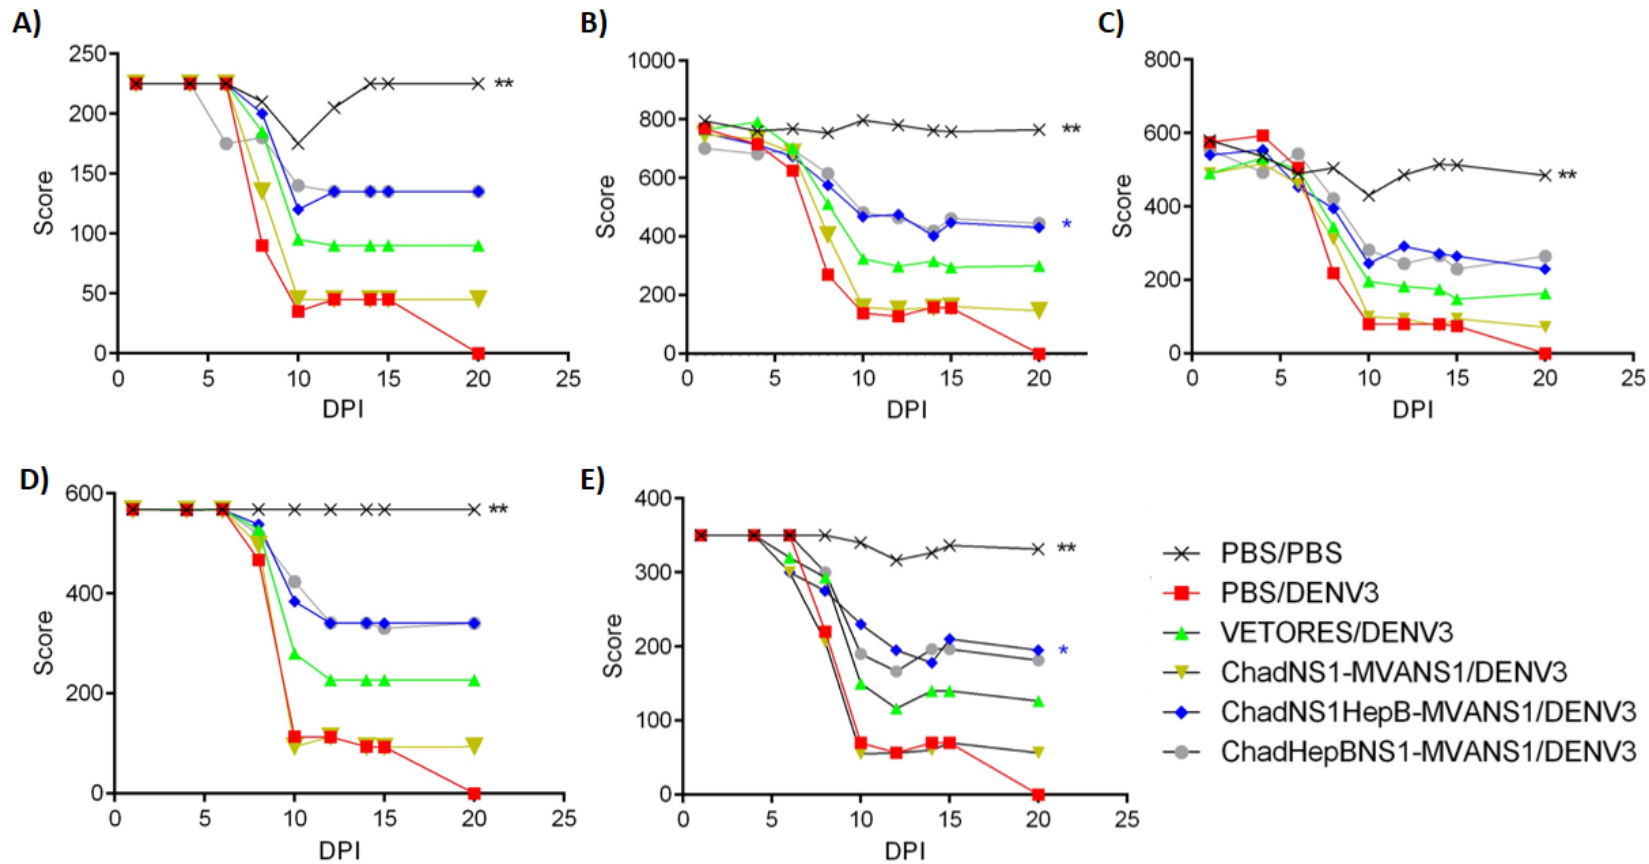 A)
250
200
150
100
50
0
Score
0 5 10 15 20 25
DPI
**
B)
1000
800
600
400
200
0
Score
0 5 10 15 20
DPI
**
*
C)
800
600
400
200
0
Score
0 5 10 15 20 25
DPI
**
D)
600
400
200
0
Score
0 5 10 15 20 25
DPI
**
E)
400
300
200
100
0
Score
0 5 10 15 20 25
DPI
**
*
PBS/PBS
PBS/DENV3
VETORES/DENV3
ChadNS1-MVANS1/DENV3
ChadNS1HepB-MVANS1/DENV3
ChadHepBNS1-MVANS1/DENV3